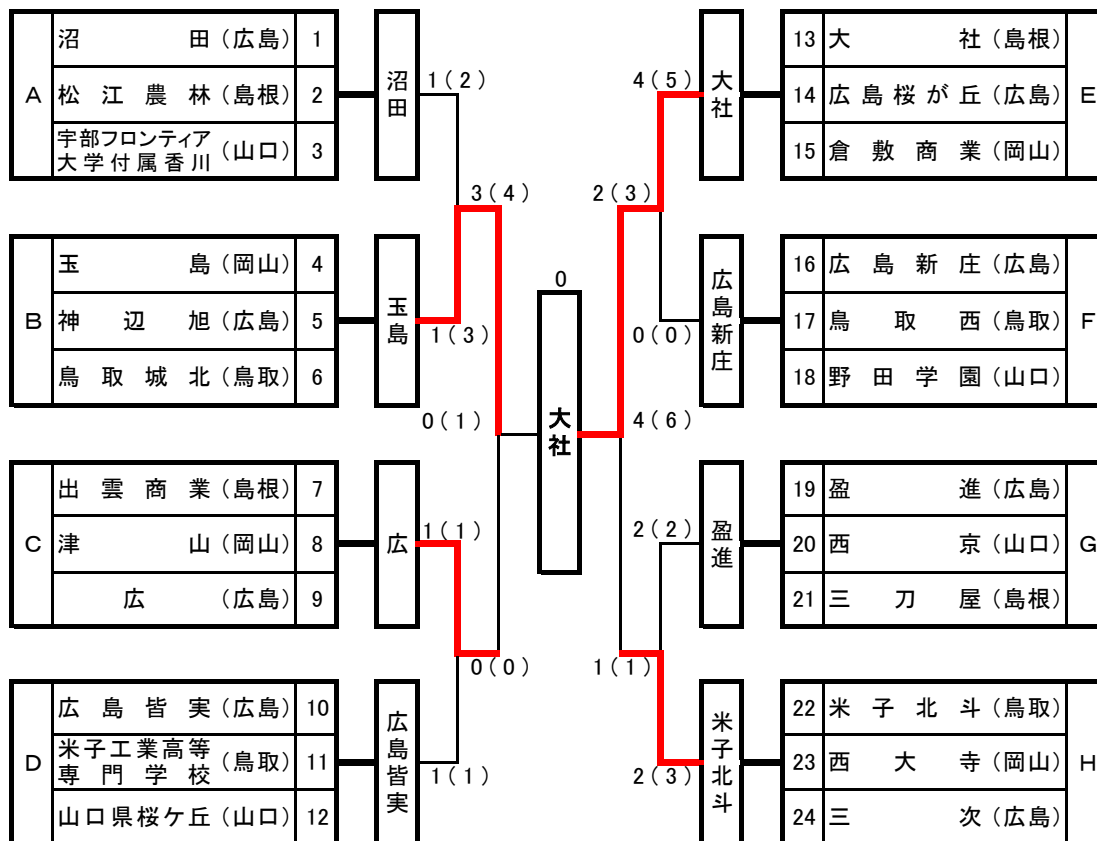 A
沼田（広島） 1
松江農林（島根） 2
宇部フロンティア
大学付属香川（山口） 3
沼田
1(2)
B
玉島（岡山） 4
神辺旭（広島） 5
鳥取城北（鳥取） 6
玉島
1(3)
3(4)
C
出雲商業（島根） 7
津山（岡山） 8
広（広島） 9
広
1(1)
D
広島皆実（広島） 10
米子工業高等
専門学校（鳥取） 11
山口県桜ケ丘（山口） 12
広島皆実
1(1)
0(0)
0(1)
0
大社
4(6)
2(3)
1(1)
4(5)
大社
13 大社（島根）
14 広島桜が丘（広島）
15 倉敷商業（岡山）
E
0(0)
広島新庄
16 広島新庄（広島）
17 鳥取西（鳥取）
18 野田学園（山口）
F
2(2)
盈進
19 盈進（広島）
20 西京（山口）
21 三刀屋（島根）
G
2(3)
米子北斗
22 米子北斗（鳥取）
23 西大寺（岡山）
24 三次（広島）
H